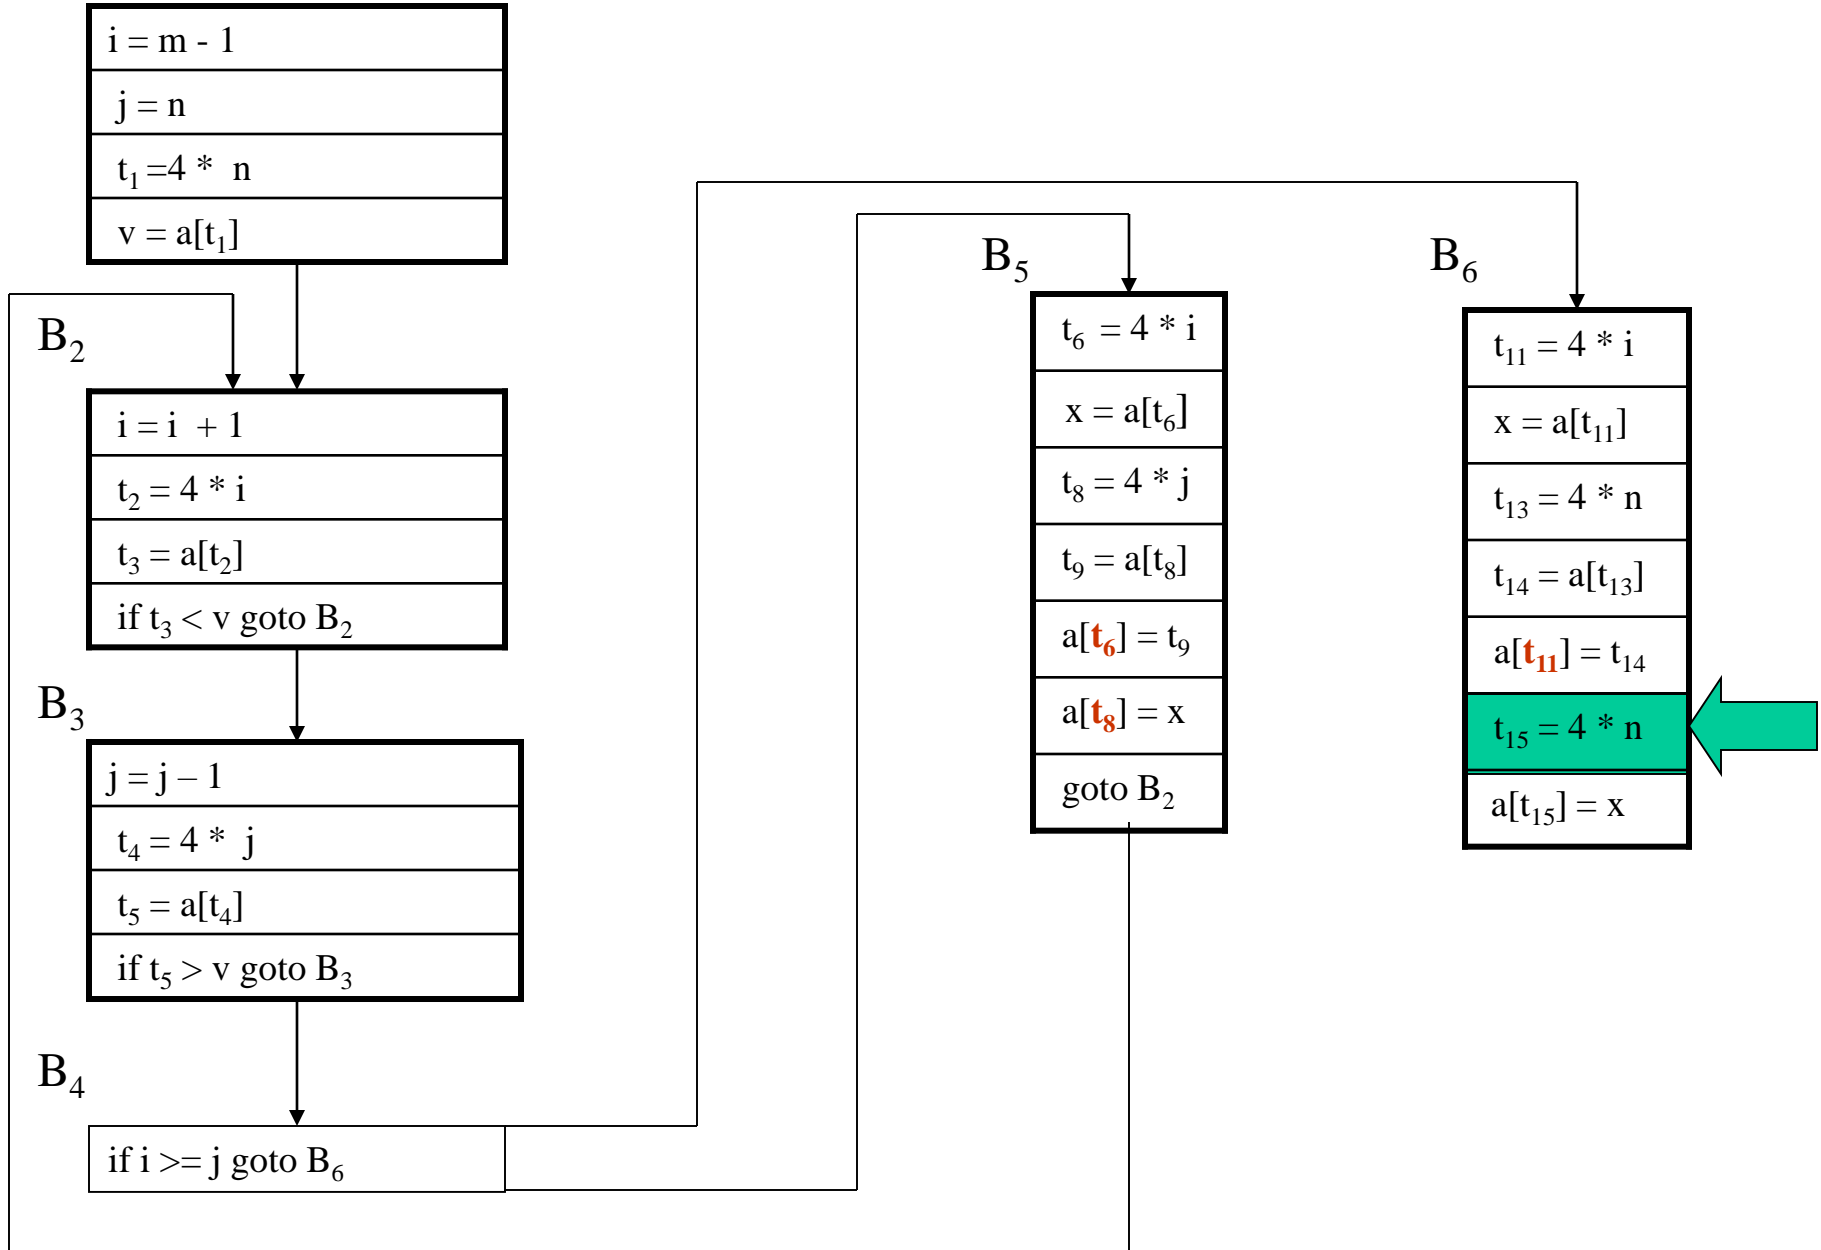 i = m - 1
j = n
t₁ =4 * n
v = a[t₁]
B₂
i = i + 1
t₂ = 4 * i
t₃ = a[t₂]
if t₃ < v goto B₂
B₃
j = j – 1
t₄ = 4 * j
t₅ = a[t₄]
if t₅ > v goto B₃
B₄
if i >= j goto B₆
B₅
t₆ = 4 * i
x = a[t₆]
t₈ = 4 * j
t₉ = a[t₈]
a[t₆] = t₉
a[t₈] = x
goto B₂
B₆
t₁₁ = 4 * i
x = a[t₁₁]
t₁₃ = 4 * n
t₁₄ = a[t₁₃]
a[t₁₁] = t₁₄
t₁₅ = 4 * n
a[t₁₅] = x